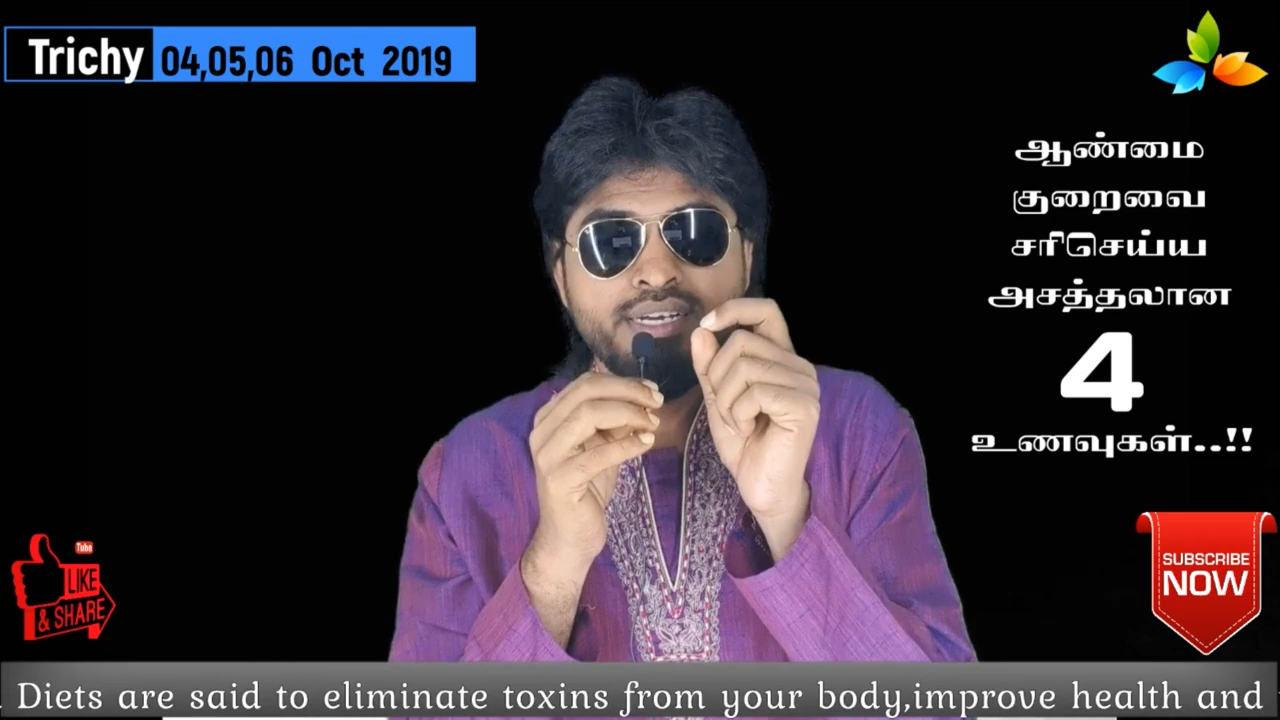 Trichy 04,05,06 Oct 2019
ஆண்மை
குறைவை
சரிசெய்ய
அசத்தலான
4
உணவுகள்..!!
Tube
LIKE
& SHARE
SUBSCRIBE
NOW
Diets are said to eliminate toxins from your body,improve health and